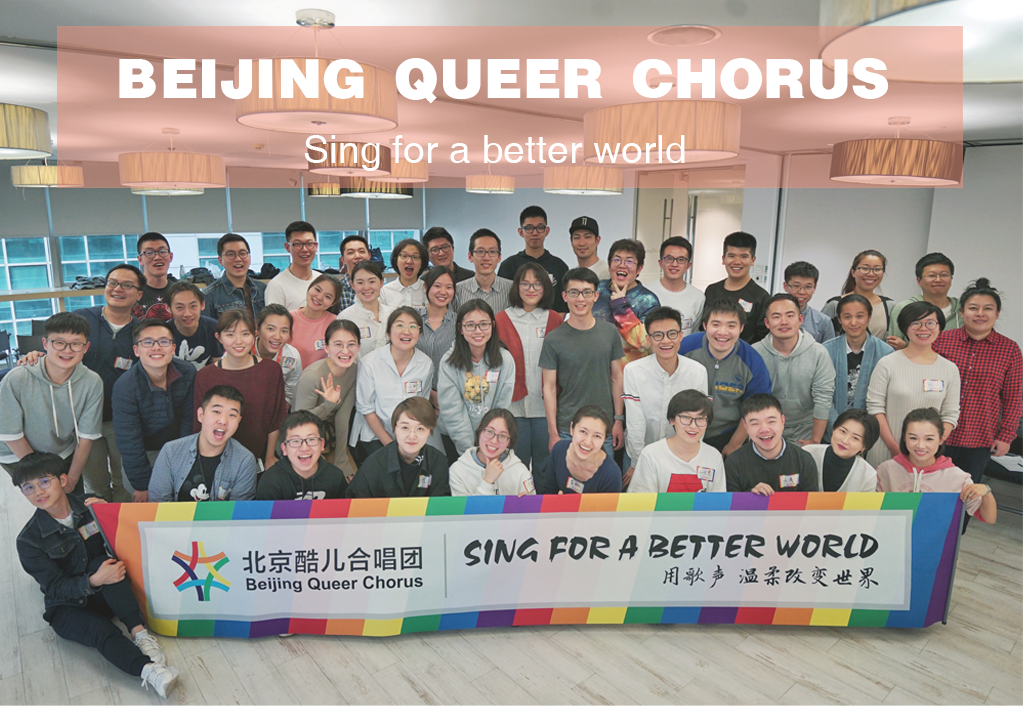 BEIJING QUEER CHORUS
Sing for a better world
北京酷儿合唱团
Beijing Queer Chorus
SING FOR A BETTER WORLD
用歌声 温柔改变世界